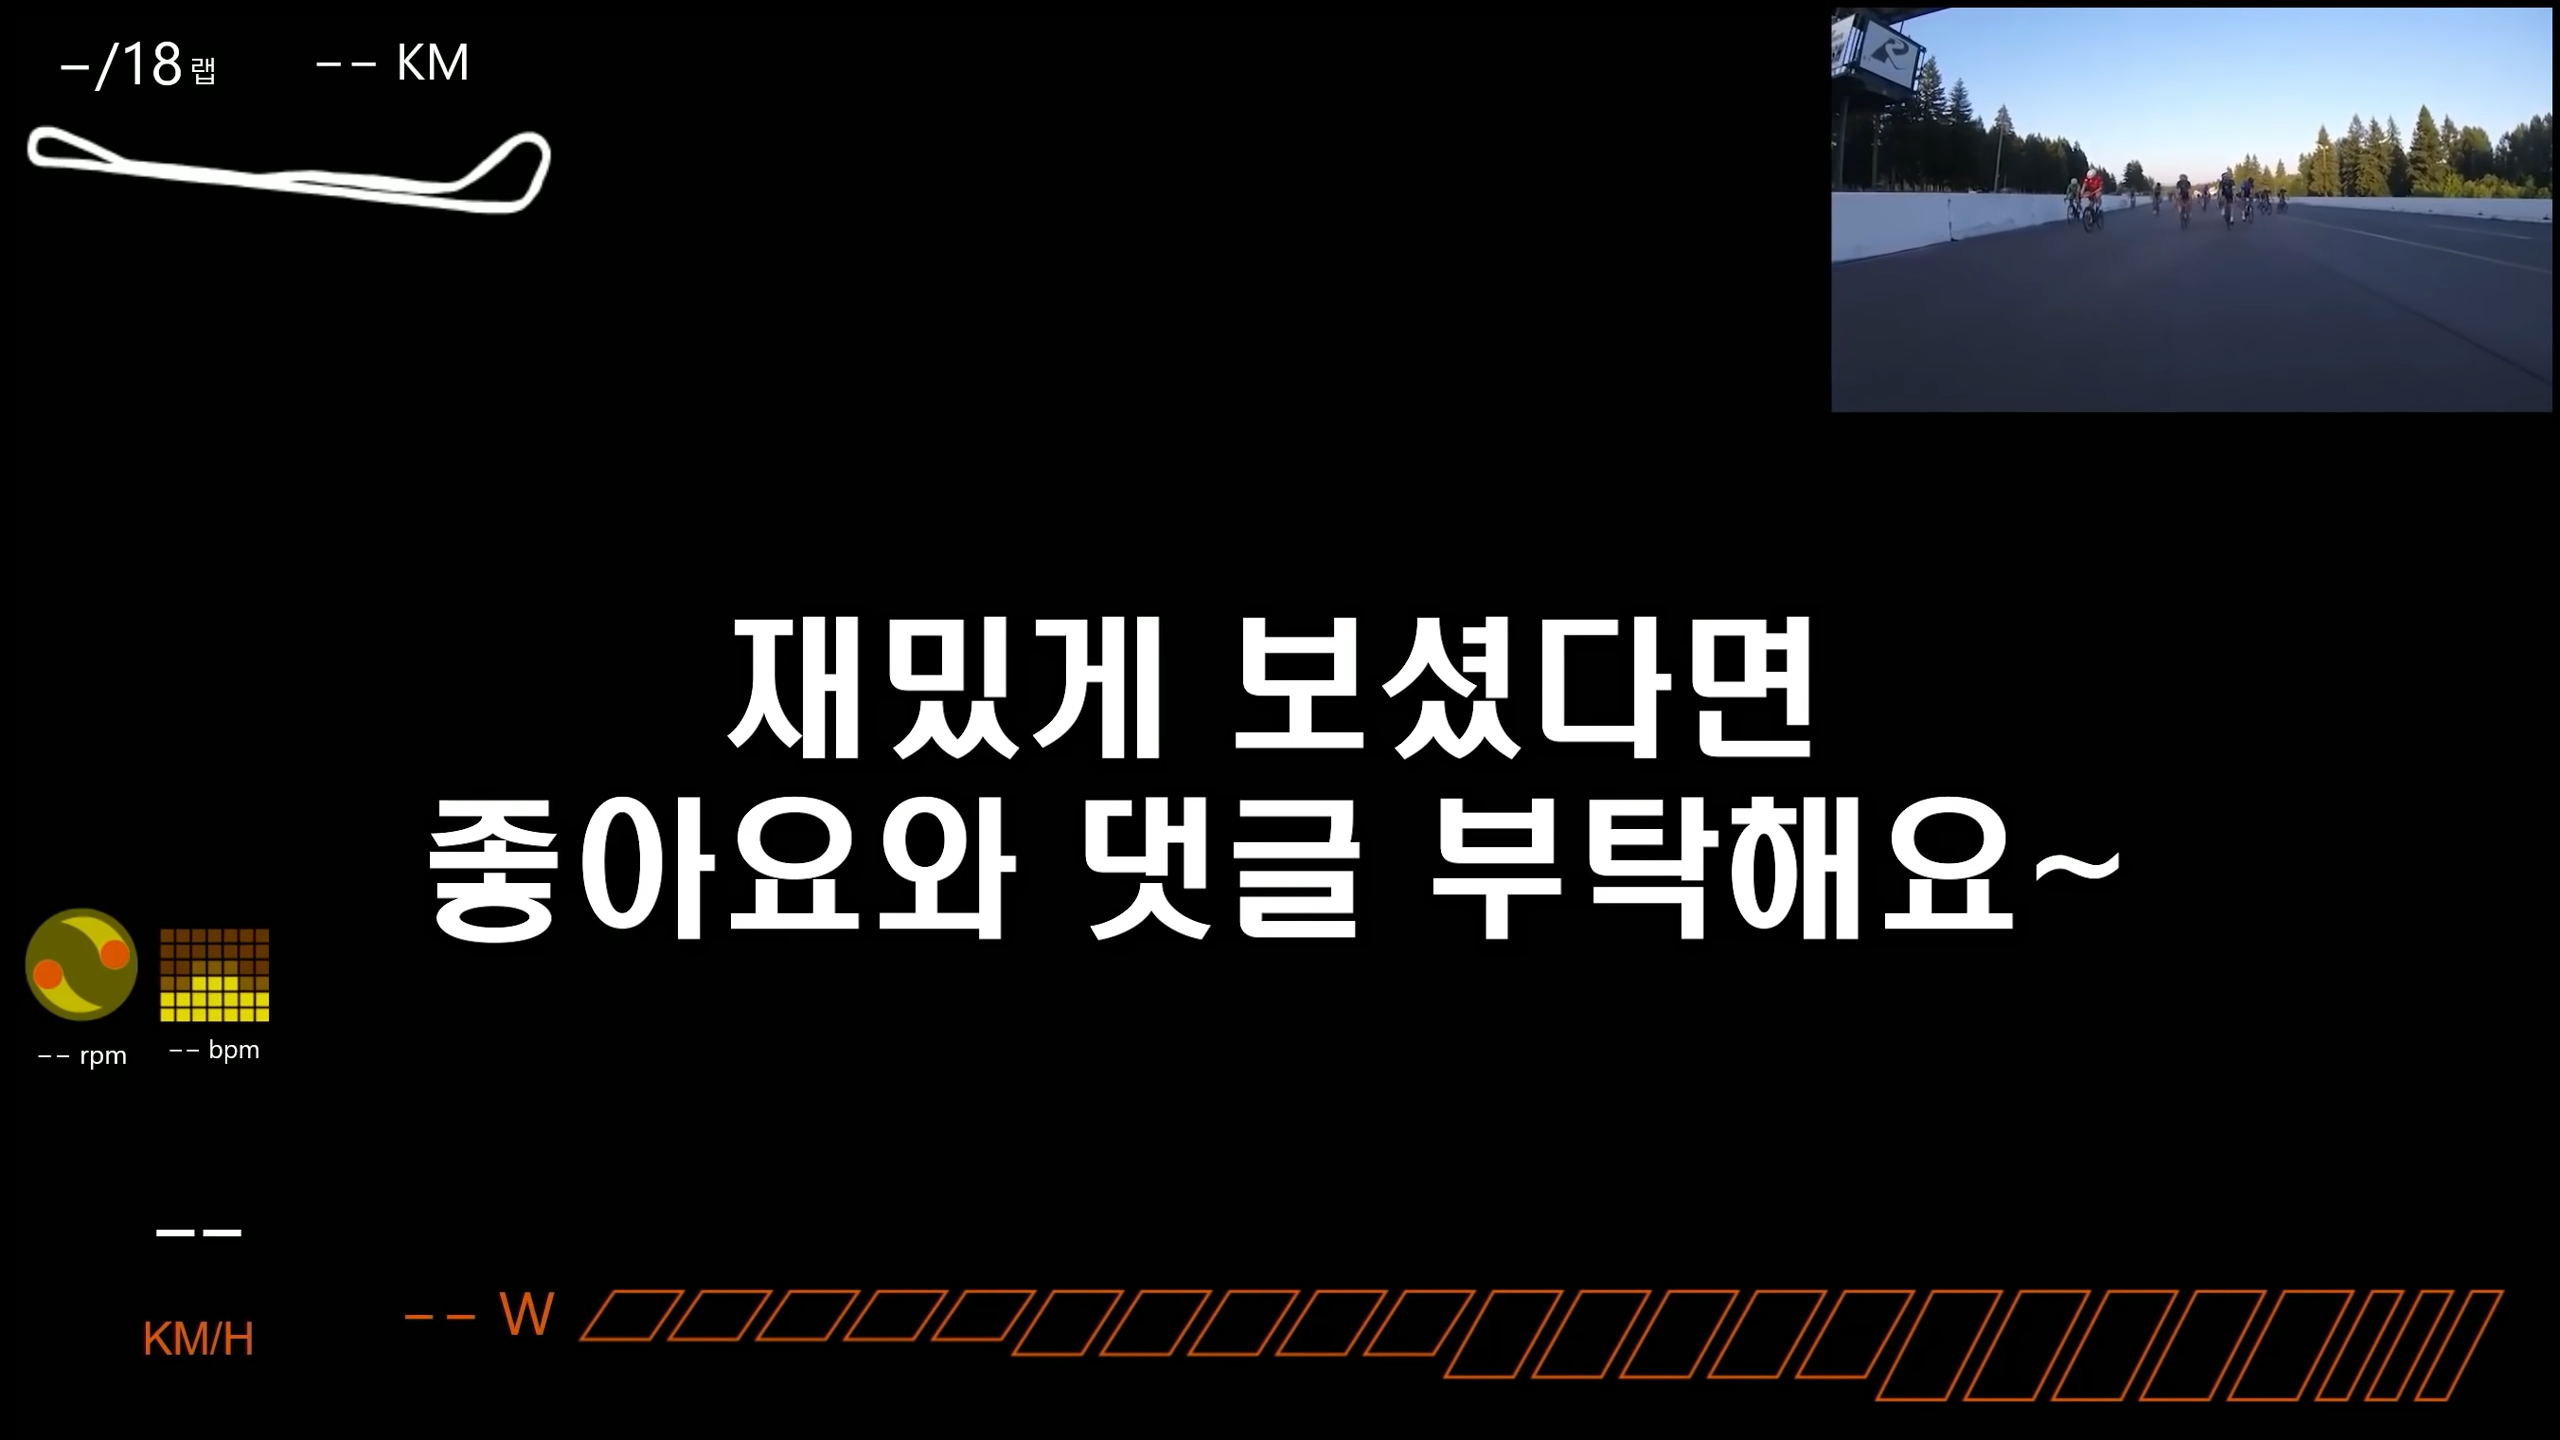 –/18 랩
–– KM
재밌게 보셨다면
좋아요와 댓글 부탁해요~
–– rpm
–– bpm
––
KM/H
–– W